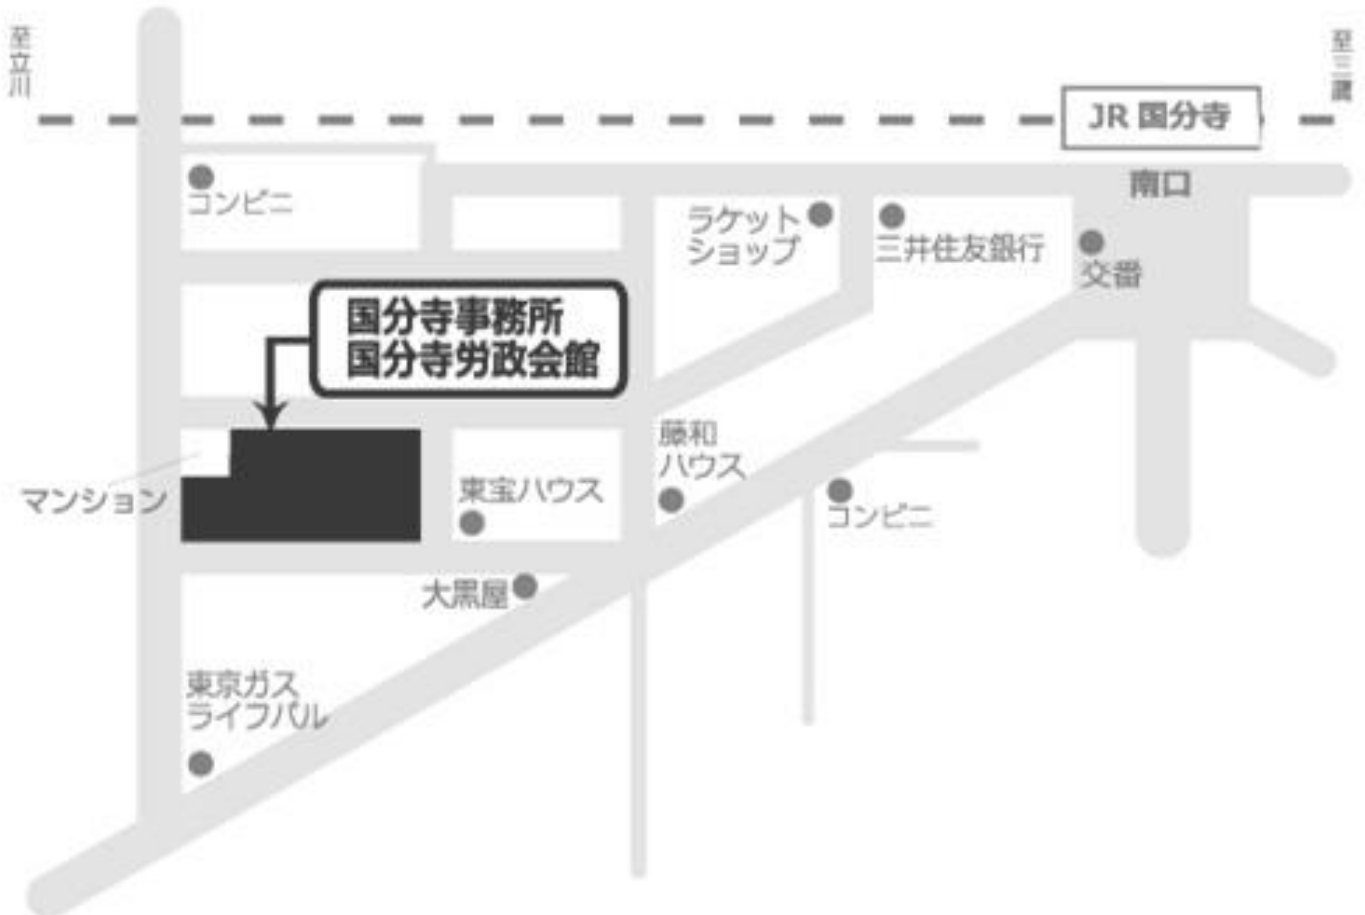 至立川
至三鷹
JR 国分寺
南口
コンビニ
ラケット
ショップ
三井住友銀行
交番
国分寺事務所
国分寺労政会館
マンション
東宝ハウス
藤和
ハウス
コンビニ
大黒屋
東京ガス
ライフバル